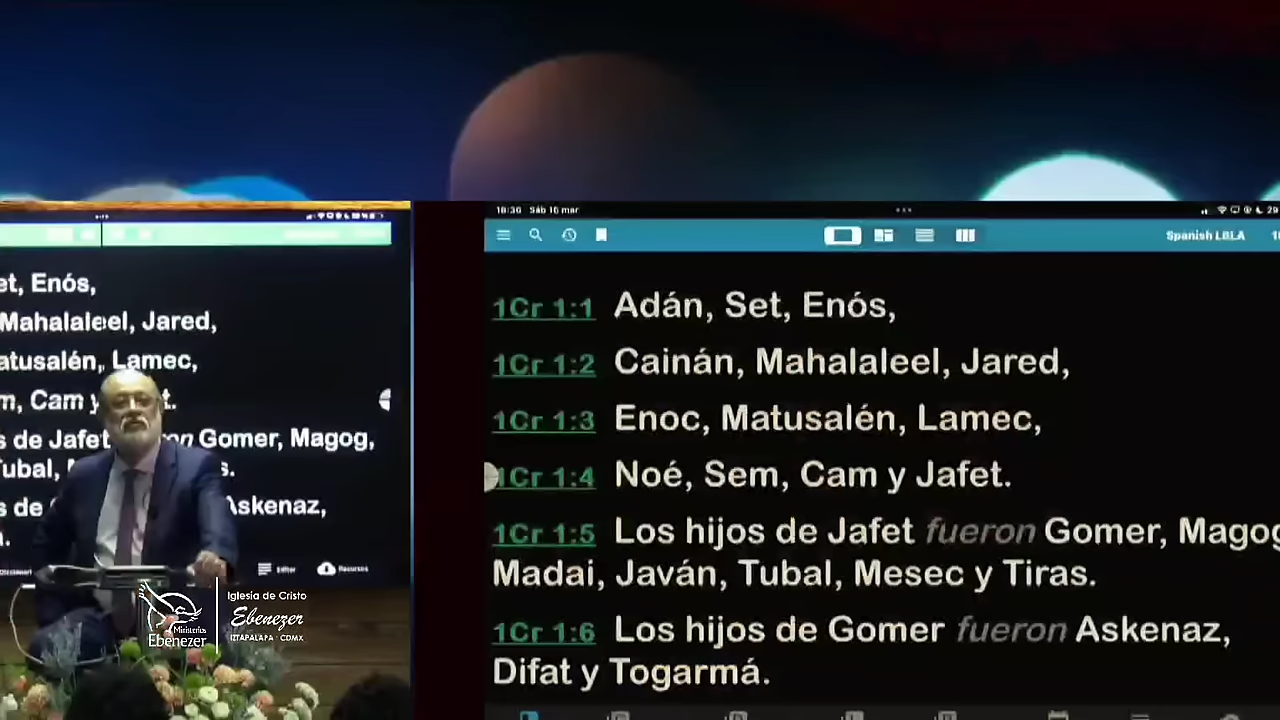 et, Enós,
Mahalaleel, Jared,
atusalén, Lamec,
m, Cam y
s de Jafet Gomer, Magog,
ubal,
s de Askenaz,
Editar Recursos
Ministerios
Ebenezer
Iglesia de Cristo
Ebenezer
IZTAPALAPA · CDMX
18:30 Sáb 16 mar
29
Spanish LBLA
1Cr 1:1 Adán, Set, Enós,
1Cr 1:2 Cainán, Mahalaleel, Jared,
1Cr 1:3 Enoc, Matusalén, Lamec,
1Cr 1:4 Noé, Sem, Cam y Jafet.
1Cr 1:5 Los hijos de Jafet fueron Gomer, Magog
Madai, Javán, Tubal, Mesec y Tiras.
1Cr 1:6 Los hijos de Gomer fueron Askenaz,
Difat y Togarmá.